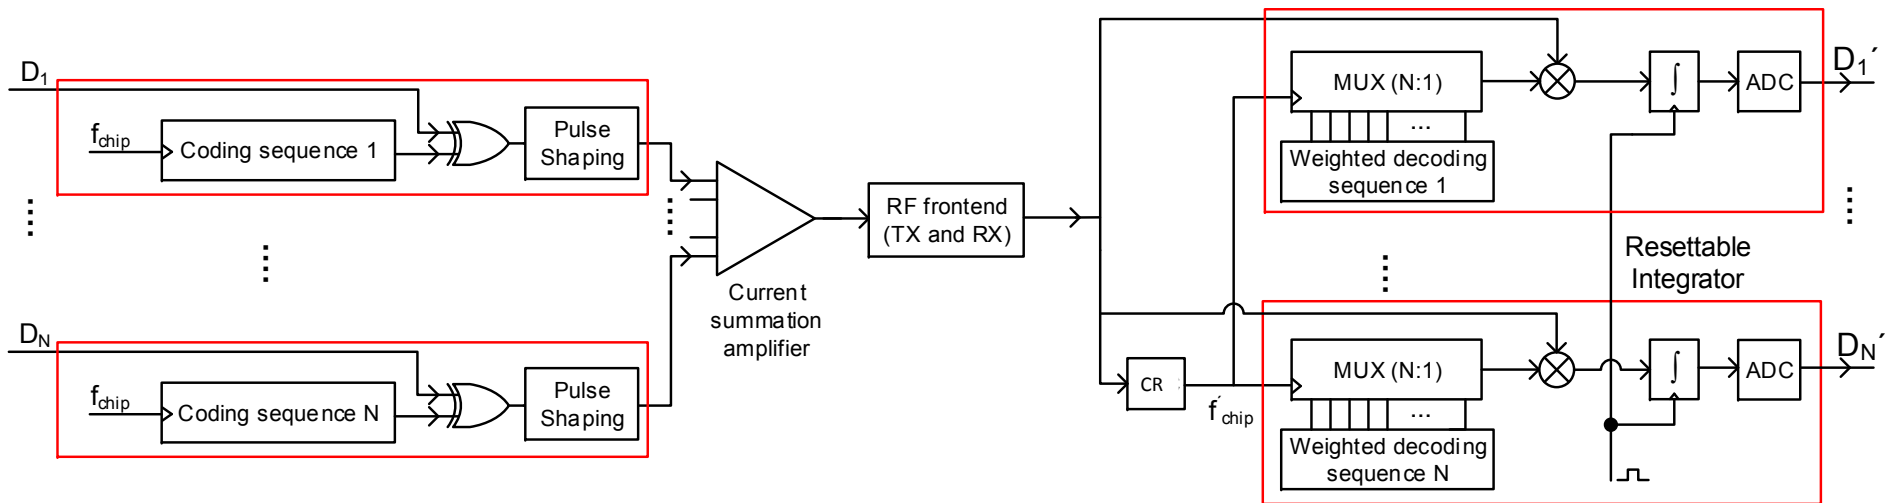 D1
fchip
Coding sequence 1
Pulse
Shaping
DN
fchip
Coding sequence N
Pulse
Shaping
Current
summation
amplifier
RF frontend
(TX and RX)
CR
f′chip
MUX (N:1)
...
Weighted decoding
sequence 1
∫
ADC
D1′
Resettable
Integrator
MUX (N:1)
...
Weighted decoding
sequence N
∫
ADC
DN′